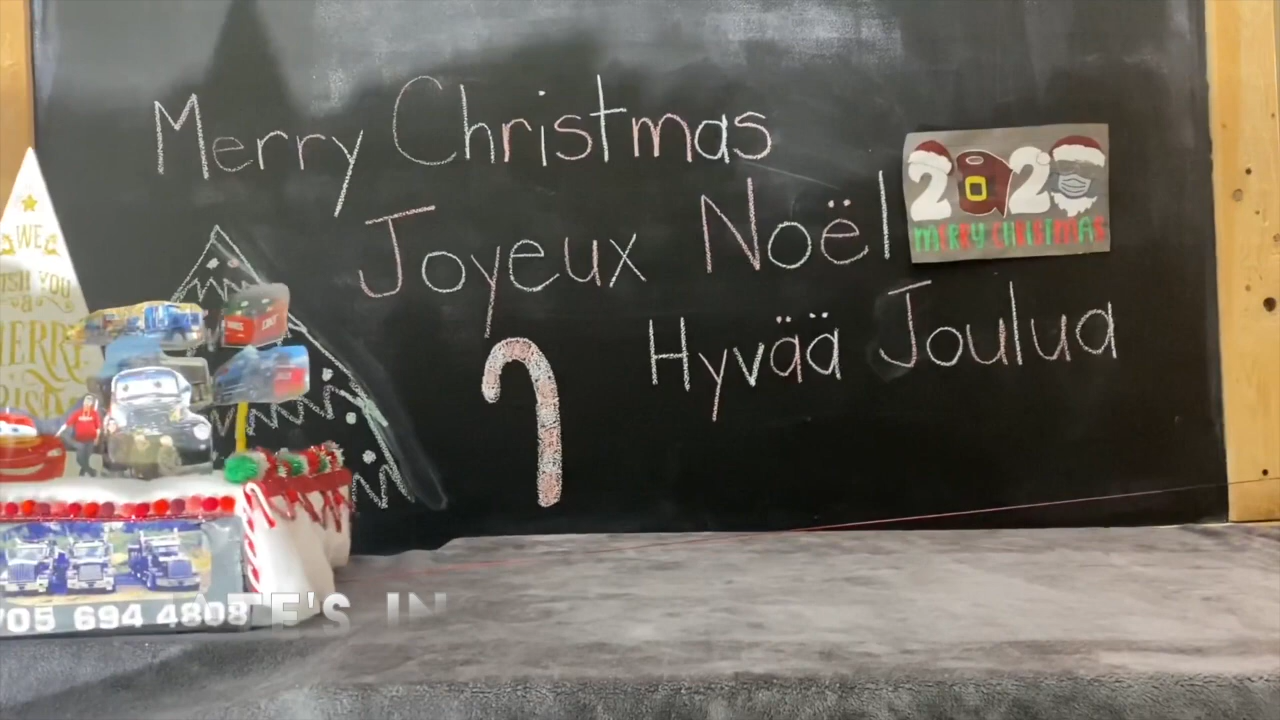 Merry Christmas
Joyeux Noël
2020
MERRY CHRISTMAS
Hyvää Joulua
WE
WISH YOU
a
MERRY
705 694 4808